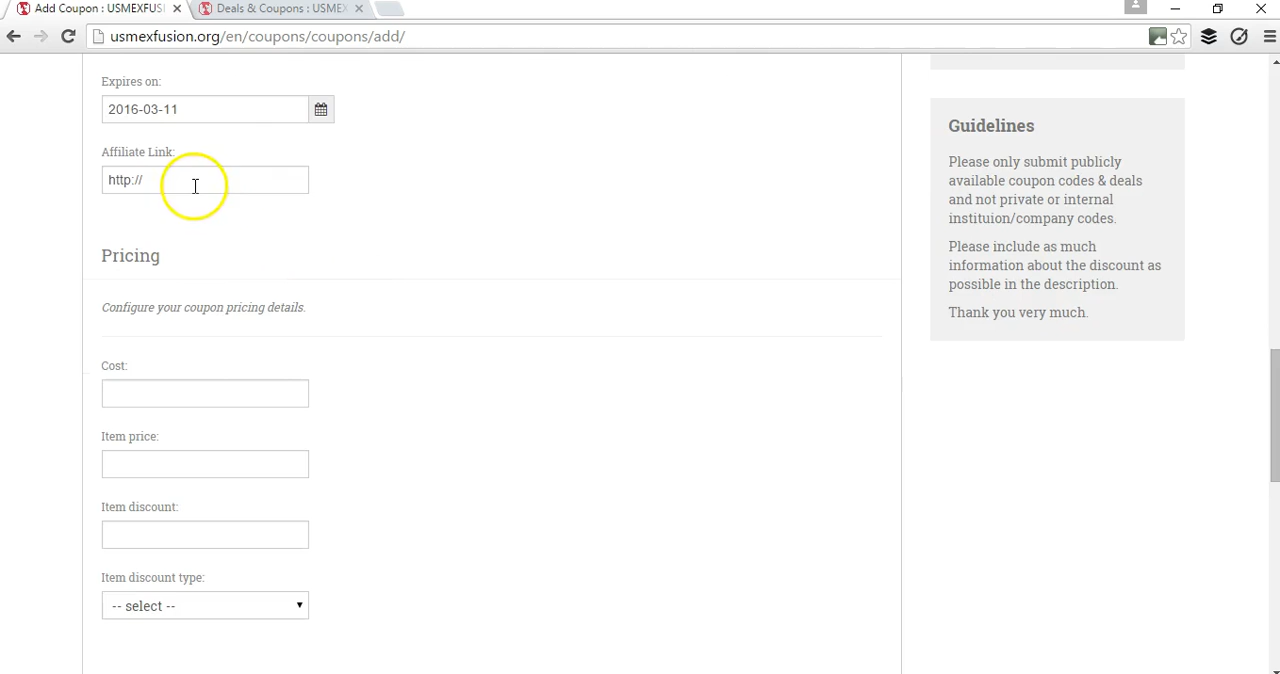 Add Coupon : USMEXFUSI
Deals & Coupons : USMEX
usmexfusion.org/en/coupons/coupons/add/
Expires on:
2016-03-11
Affiliate Link:
http://
Pricing
Configure your coupon pricing details.
Cost:
Item price:
Item discount:
Item discount type:
-- select --
Guidelines
Please only submit publicly
available coupon codes & deals
and not private or internal
instituion/company codes.
Please include as much
information about the discount as
possible in the description.
Thank you very much.